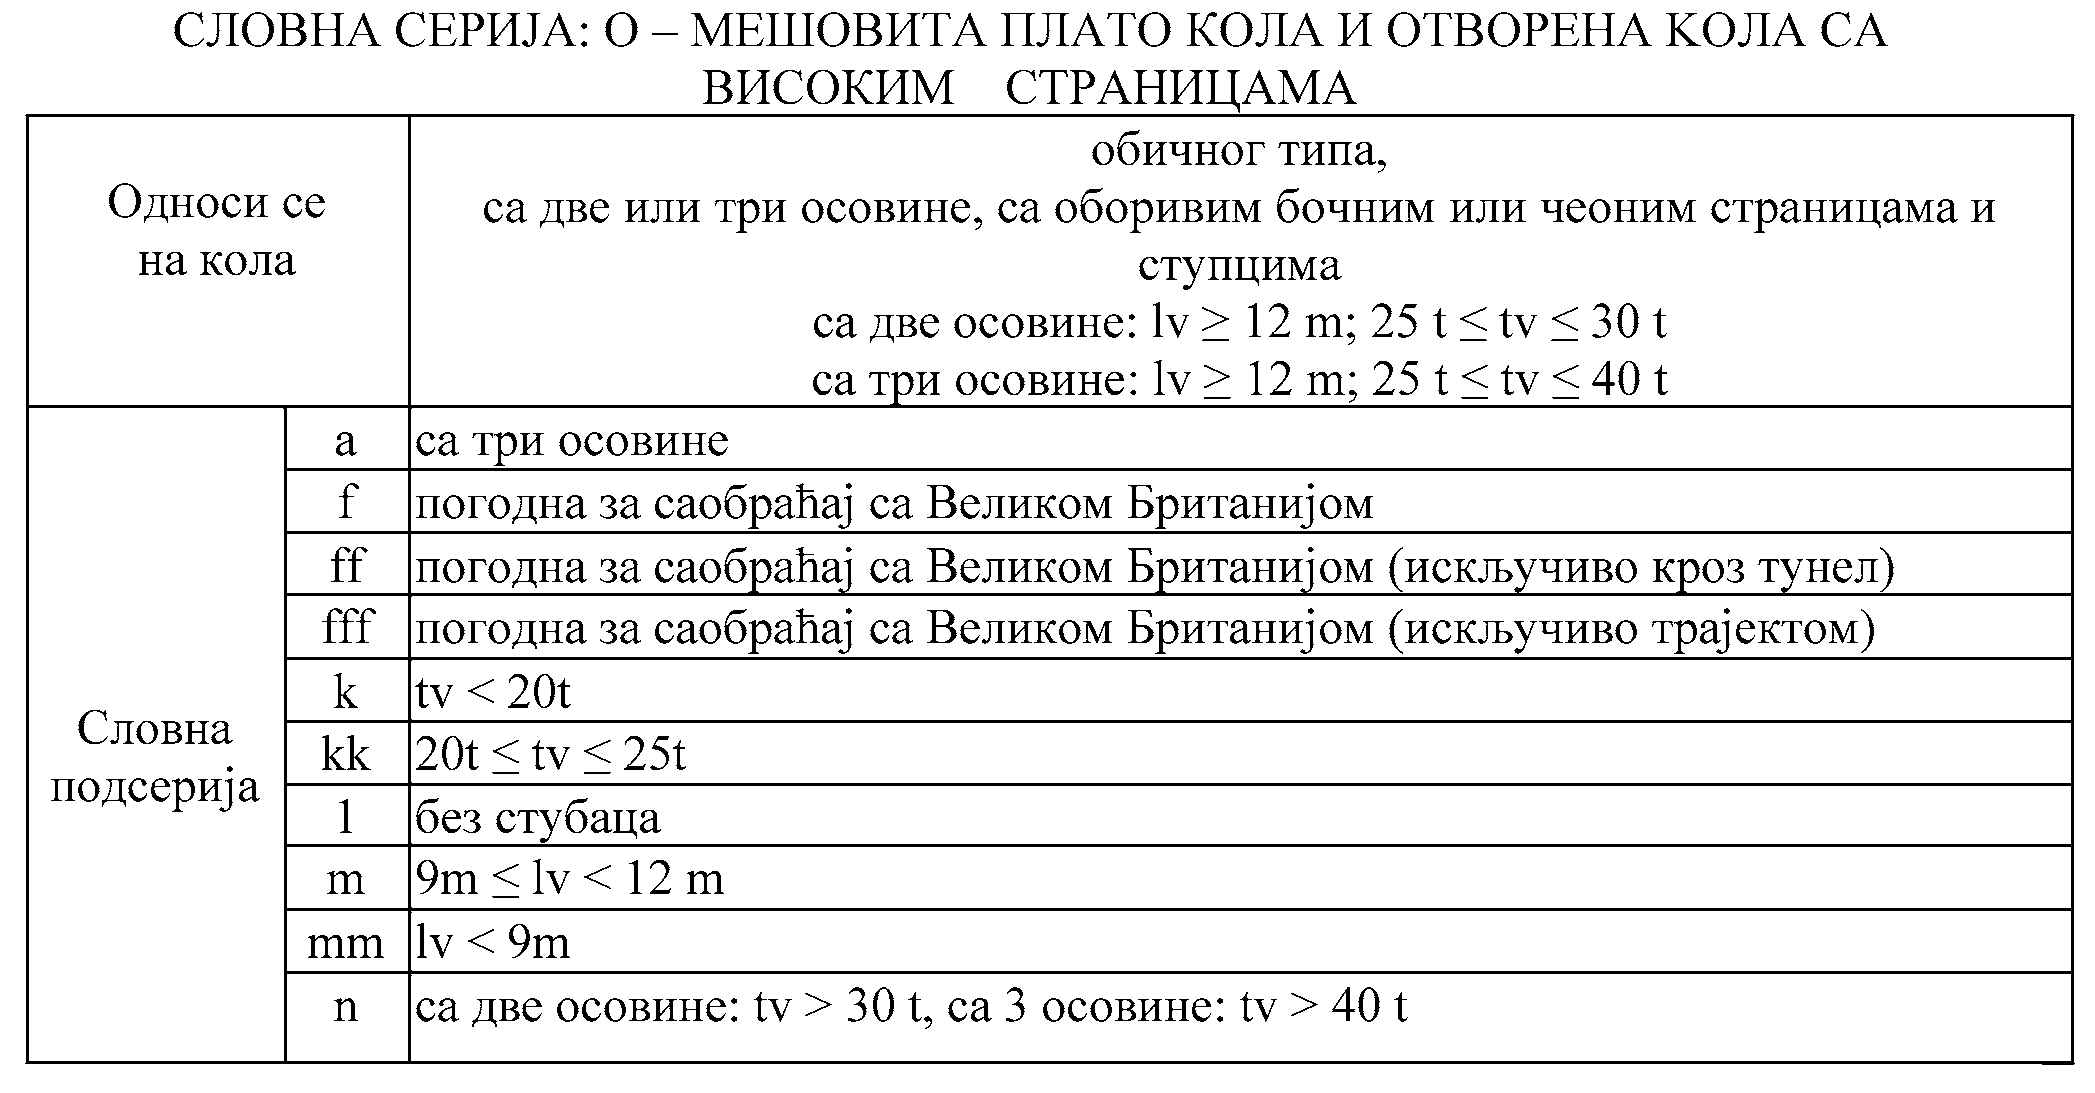 СЛОВНА СЕРИЈА: О – МЕШОВИТА ПЛАТО КОЛА И ОТВОРЕНА КОЛА СА
ВИСОКИМ СТРАНИЦАМА
Односи се
на кола
обичног типа,
са две или три осовине, са оборивим бочним или чеоним страницама и
ступцима
са две осовине: lv ≥ 12 m; 25 t ≤ tv ≤ 30 t
са три осовине: lv ≥ 12 m; 25 t ≤ tv ≤ 40 t
Словна
подсерија
a са три осовине
f погодна за саобраћај са Великом Британијом
ff погодна за саобраћај са Великом Британијом (искључиво кроз тунел)
fff погодна за саобраћај са Великом Британијом (искључиво трајектом)
k tv < 20t
kk 20t ≤ tv ≤ 25t
l без стубаца
m 9m ≤ lv < 12 m
mm lv < 9m
n са две осовине: tv > 30 t, са 3 осовине: tv > 40 t